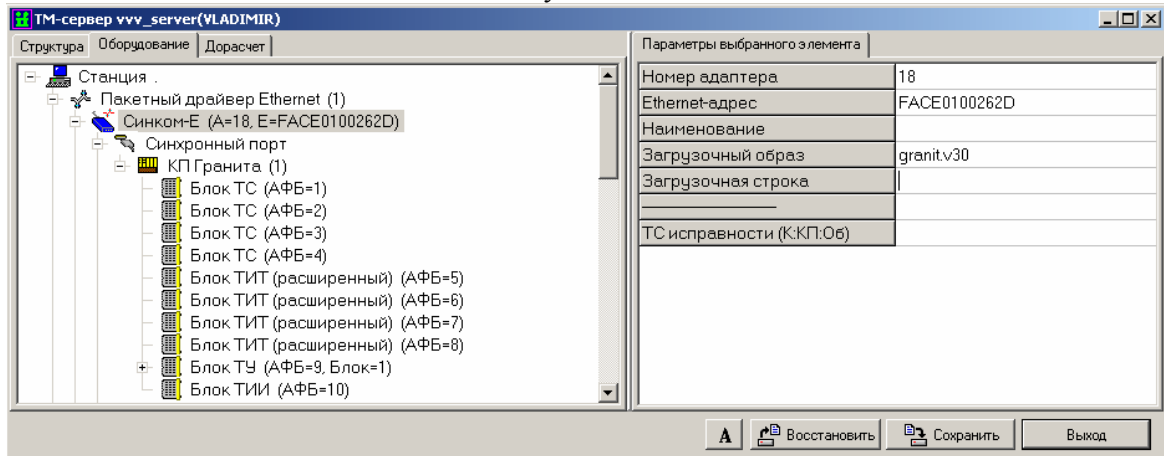 ТМ-сервер vvv_server(VLADIMIR)
Структура Оборудование Дорасчет
Станция .
Пакетный драйвер Ethernet (1)
Синком-Е (А=18, E=FACE0100262D)
Синхронный порт
КП Гранита (1)
Блок ТС (АФБ=1)
Блок ТС (АФБ=2)
Блок ТС (АФБ=3)
Блок ТС (АФБ=4)
Блок ТИТ (расширенный) (АФБ=5)
Блок ТИТ (расширенный) (АФБ=6)
Блок ТИТ (расширенный) (АФБ=7)
Блок ТИТ (расширенный) (АФБ=8)
Блок ТУ (АФБ=9, Блок=1)
Блок ТИИ (АФБ=10)
Параметры выбранного элемента
Номер адаптера 18
Ethernet-адрес FACE0100262D
Наименование
Загрузочный образ granit.v30
Загрузочная строка
ТС исправности (К:КП:Об)
А Восстановить Сохранить Выход